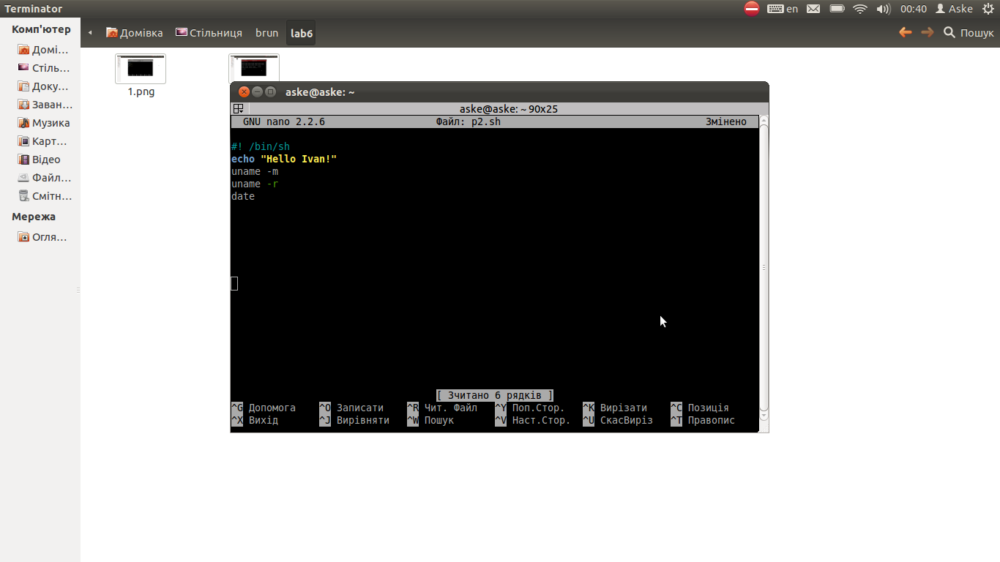 Terminator
en
00:40
Aske
Комп'ютер
Домі...
Стіль...
Доку...
Заван...
Музика
Карт...
Відео
Файл...
Смітн...
Мережа
Огля...
Домівка
Стільниця
brun
lab6
Пошук
1.png
aske@aske: ~
aske@aske: ~ 90x25
GNU nano 2.2.6 Файл: p2.sh Змінено
#! /bin/sh
echo "Hello Ivan!"
uname -m
uname -r
date
[ Зчитано 6 рядків ]
^G Допомога ^O Записати ^R Чит. Файл ^Y Поп.Стор. ^K Вирізати ^C Позиція
^X Вихід ^J Вирівняти ^W Пошук ^V Наст.Стор. ^U СкасВиріз ^T Правопис